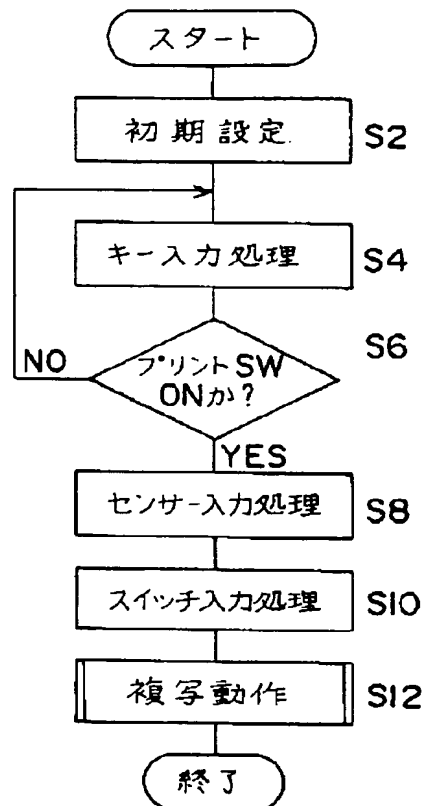 スタート
初期設定
S2
キー入力処理
S4
S6
NO
プリントSW
ONか?
YES
センサー入力処理
S8
スイッチ入力処理
S10
複写動作
S12
終了